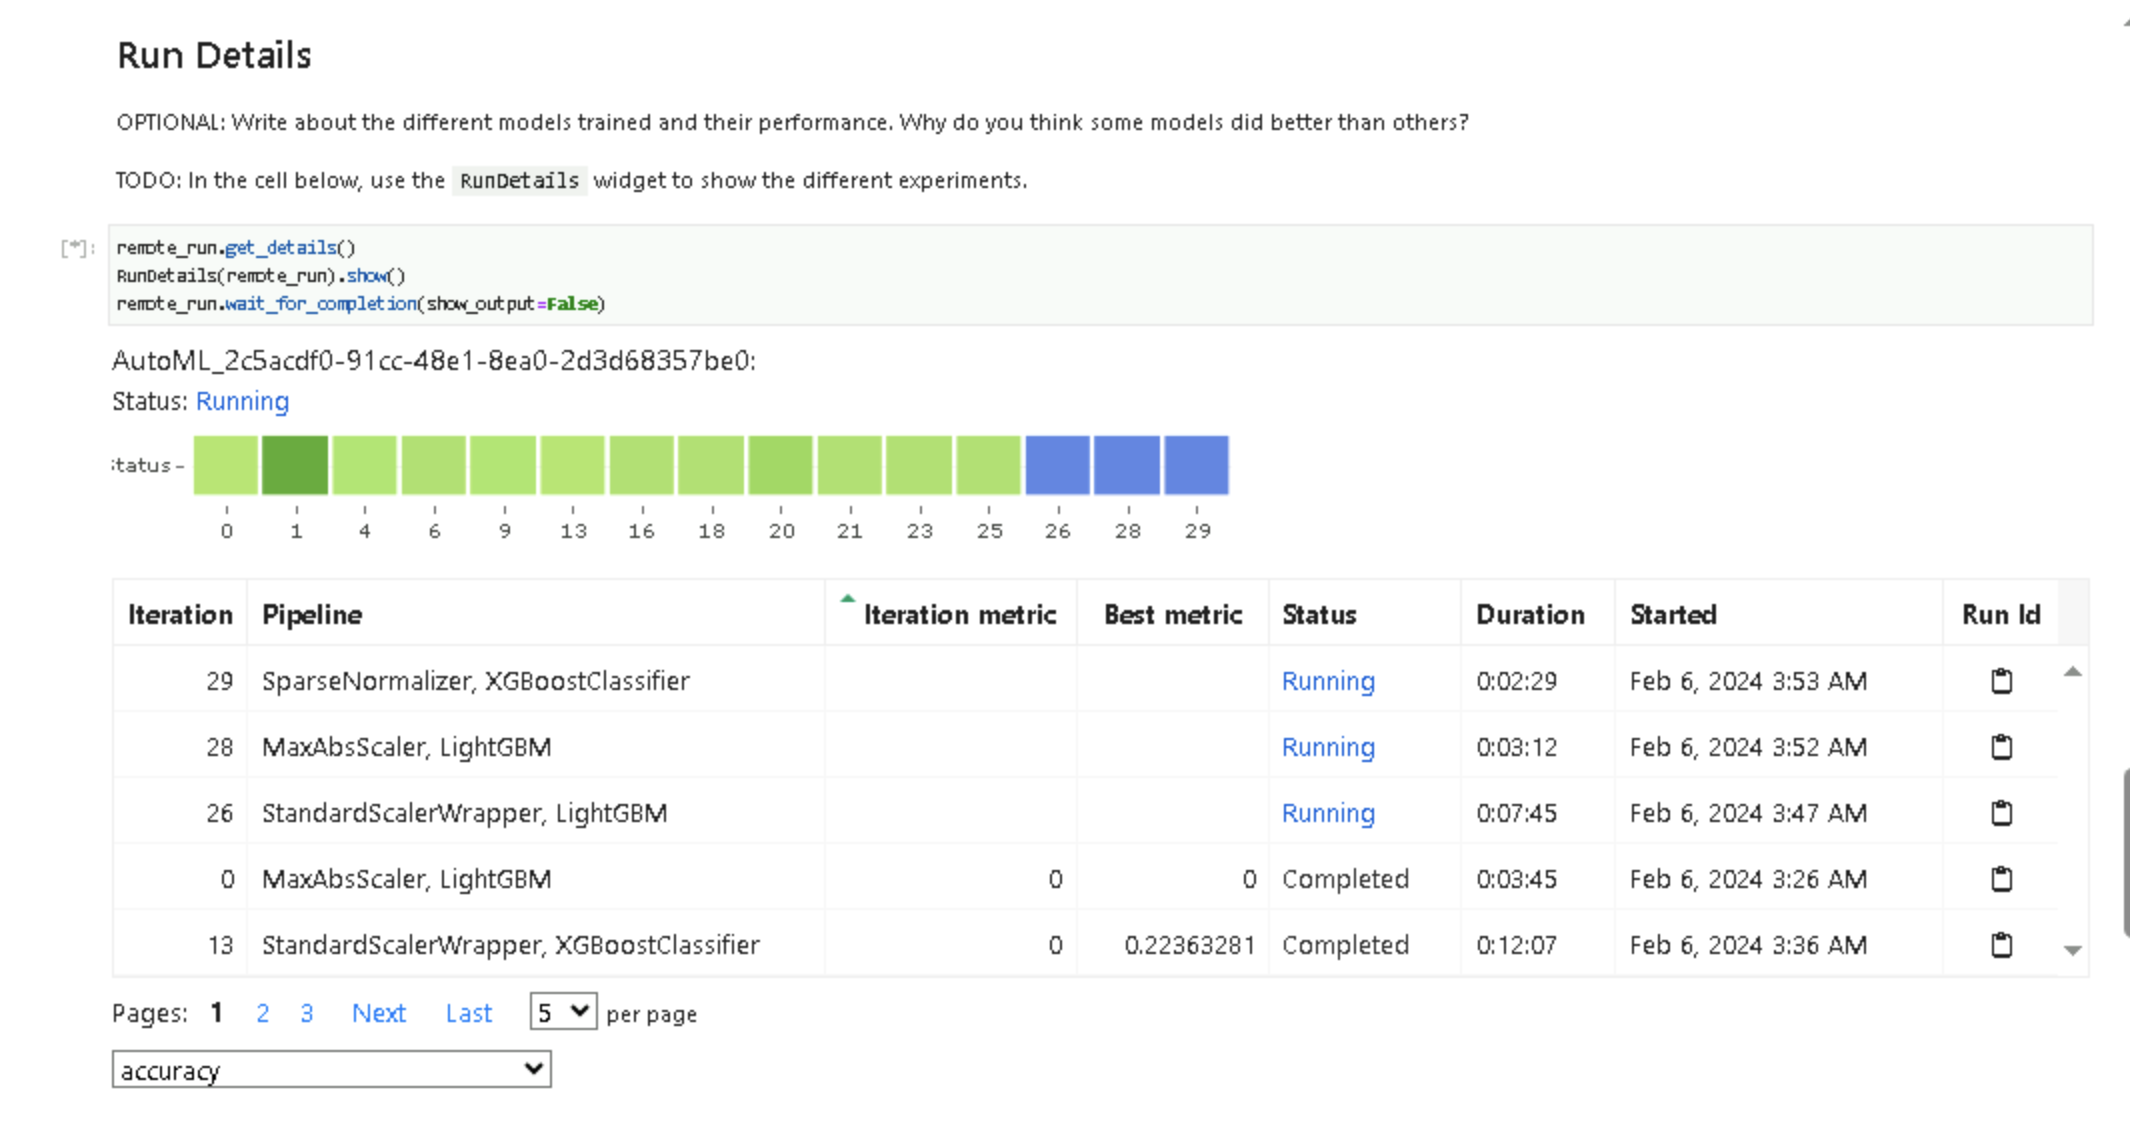 Run Details
OPTIONAL: Write about the different models trained and their performance. Why do you think some models did better than others?
TODO: In the cell below, use the RunDetails widget to show the different experiments.
[*]: remote_run.get_details()
RunDetails(remote_run).show()
remote_run.wait_for_completion(show_output=False)
AutoML_2c5acdf0-91cc-48e1-8ea0-2d3d68357be0:
Status: Running
tatus
0 1 4 6 9 13 16 18 20 21 23 25 26 28 29
Iteration Pipeline Iteration metric Best metric Status Duration Started Run Id
29 SparseNormalizer, XGBoostClassifier Running 0:02:29 Feb 6, 2024 3:53 AM
28 MaxAbsScaler, LightGBM Running 0:03:12 Feb 6, 2024 3:52 AM
26 StandardScalerWrapper, LightGBM Running 0:07:45 Feb 6, 2024 3:47 AM
0 MaxAbsScaler, LightGBM 0 0 Completed 0:03:45 Feb 6, 2024 3:26 AM
13 StandardScalerWrapper, XGBoostClassifier 0 0.22363281 Completed 0:12:07 Feb 6, 2024 3:36 AM
Pages: 1 2 3 Next Last 5 per page
accuracy